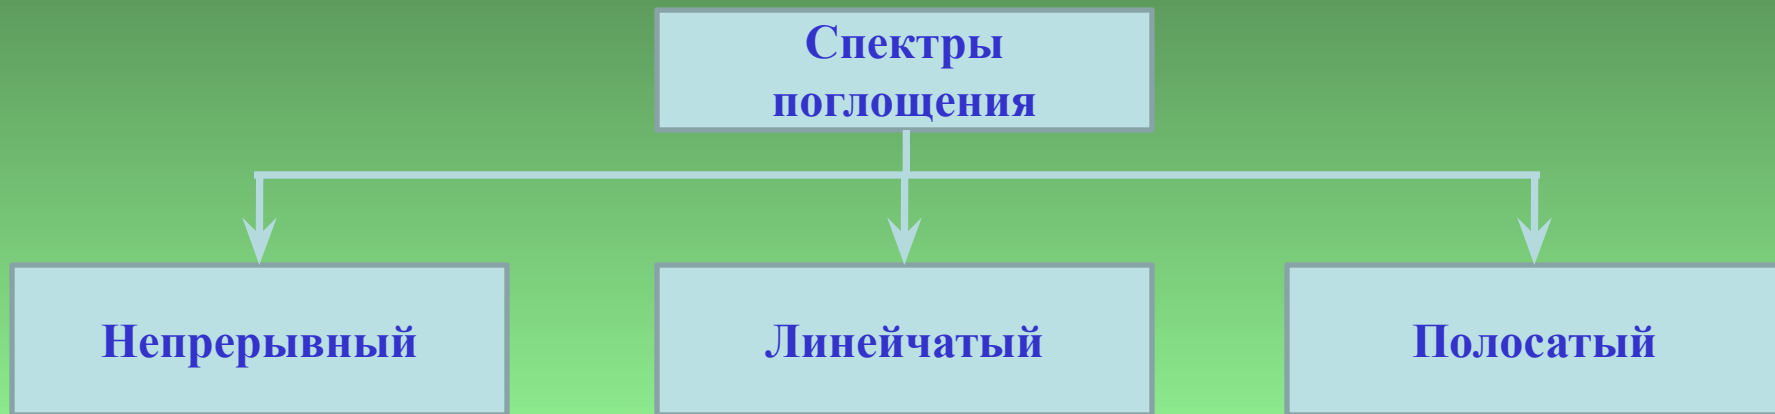 Спектры
поглощения
Непрерывный
Линейчатый
Полосатый